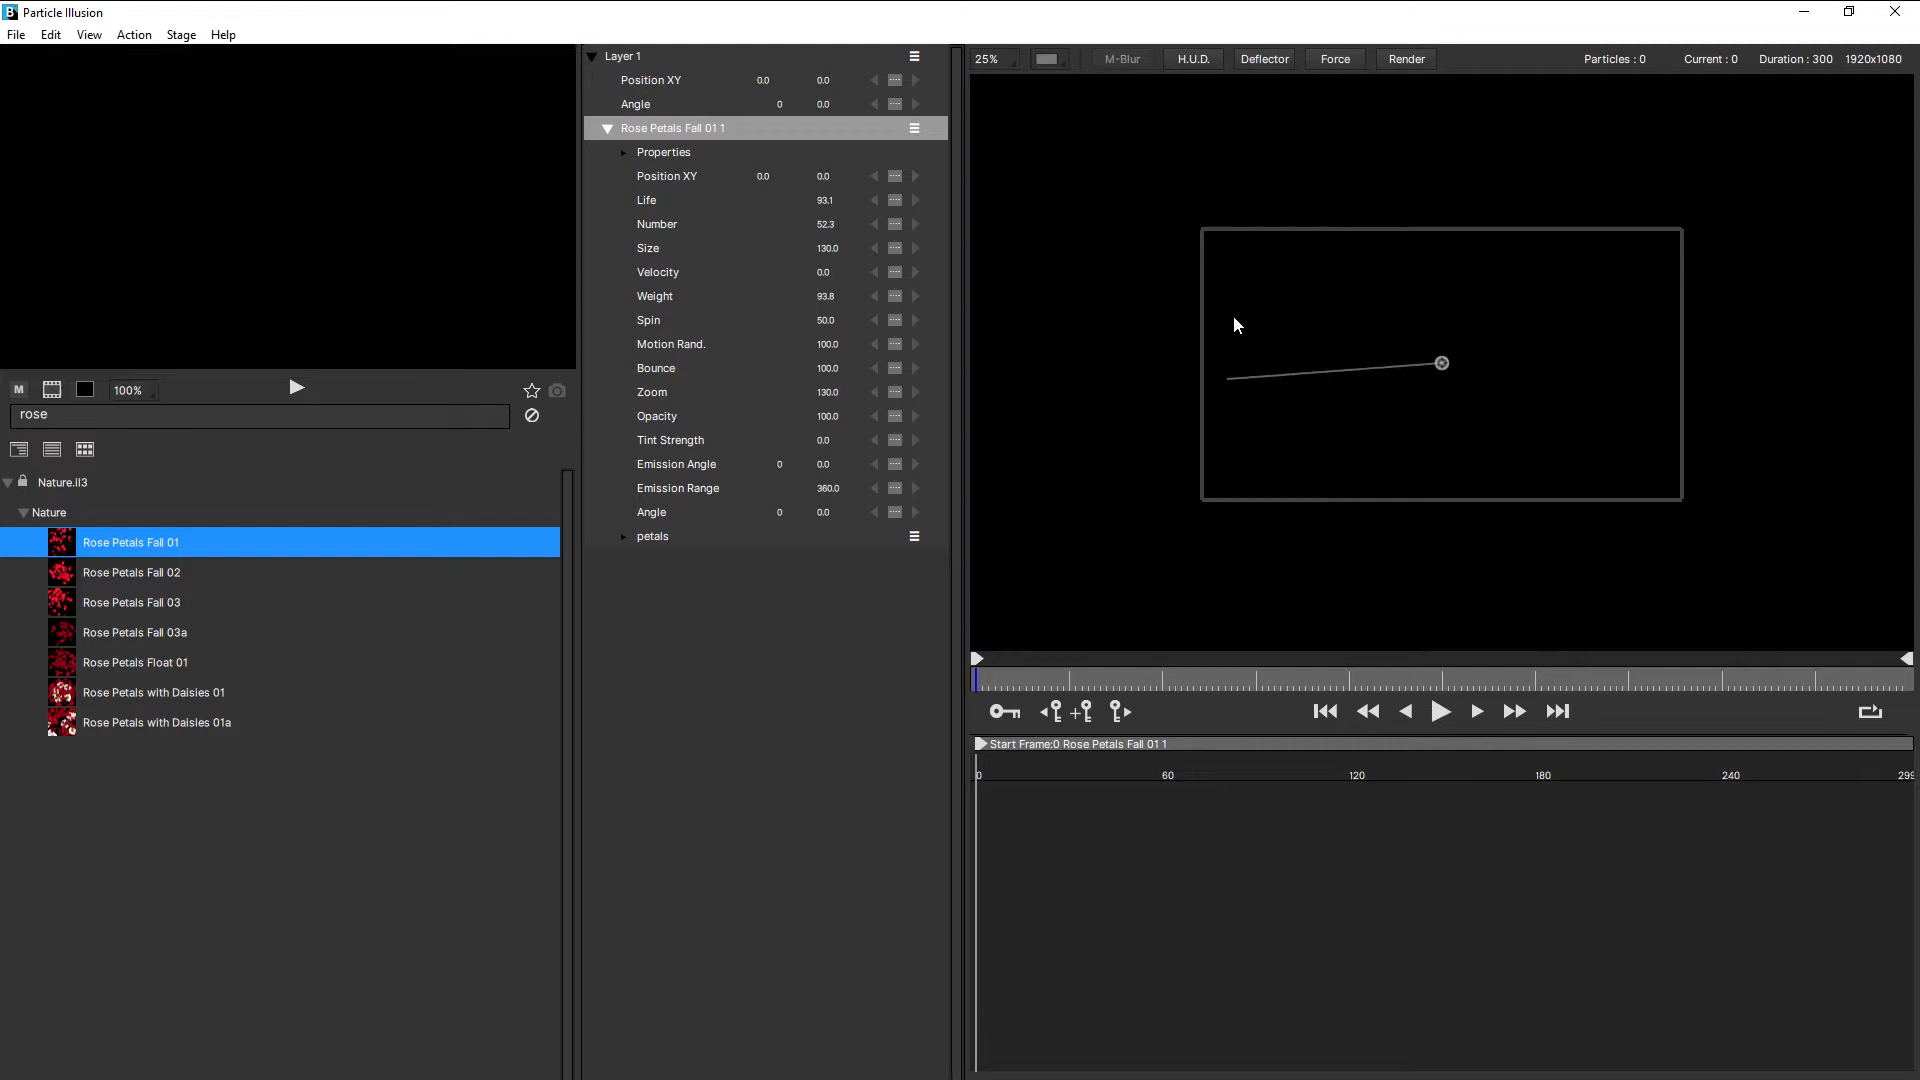 Particle Illusion
File Edit View Action Stage Help
M 100%
rose
Nature.il3
Nature
Rose Petals Fall 01
Rose Petals Fall 02
Rose Petals Fall 03
Rose Petals Fall 03a
Rose Petals Float 01
Rose Petals with Daisies 01
Rose Petals with Daisies 01a
Layer 1
Position XY 0.0 0.0
Angle 0 0.0
Rose Petals Fall 01 1
Properties
Position XY 0.0 0.0
Life 93.1
Number 52.3
Size 130.0
Velocity 0.0
Weight 93.8
Spin 50.0
Motion Rand. 100.0
Bounce 100.0
Zoom 130.0
Opacity 100.0
Tint Strength 0.0
Emission Angle 0 0.0
Emission Range 360.0
Angle 0 0.0
petals
25% M-Blur H.U.D. Deflector Force Render Particles : 0 Current : 0 Duration : 300 1920x1080
Start Frame:0 Rose Petals Fall 01 1
0 60 120 180 240 299